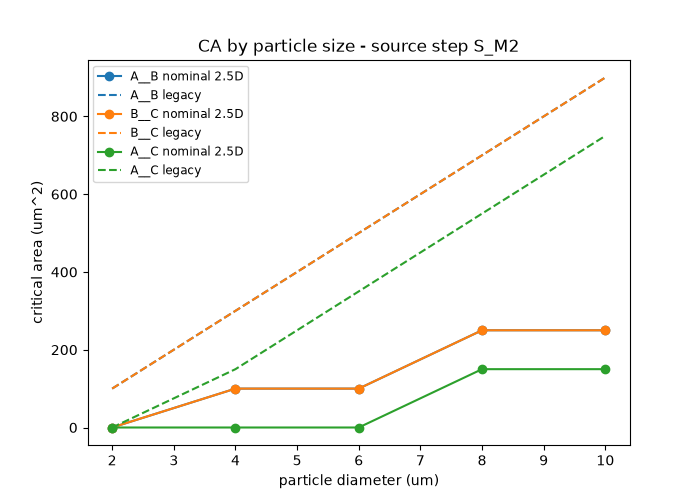 CA by particle size - source step S_M2
A__B nominal 2.5D
A__B legacy
B__C nominal 2.5D
B__C legacy
A__C nominal 2.5D
A__C legacy
critical area (um^2)
800
600
400
200
0
2 3 4 5 6 7 8 9 10
particle diameter (um)